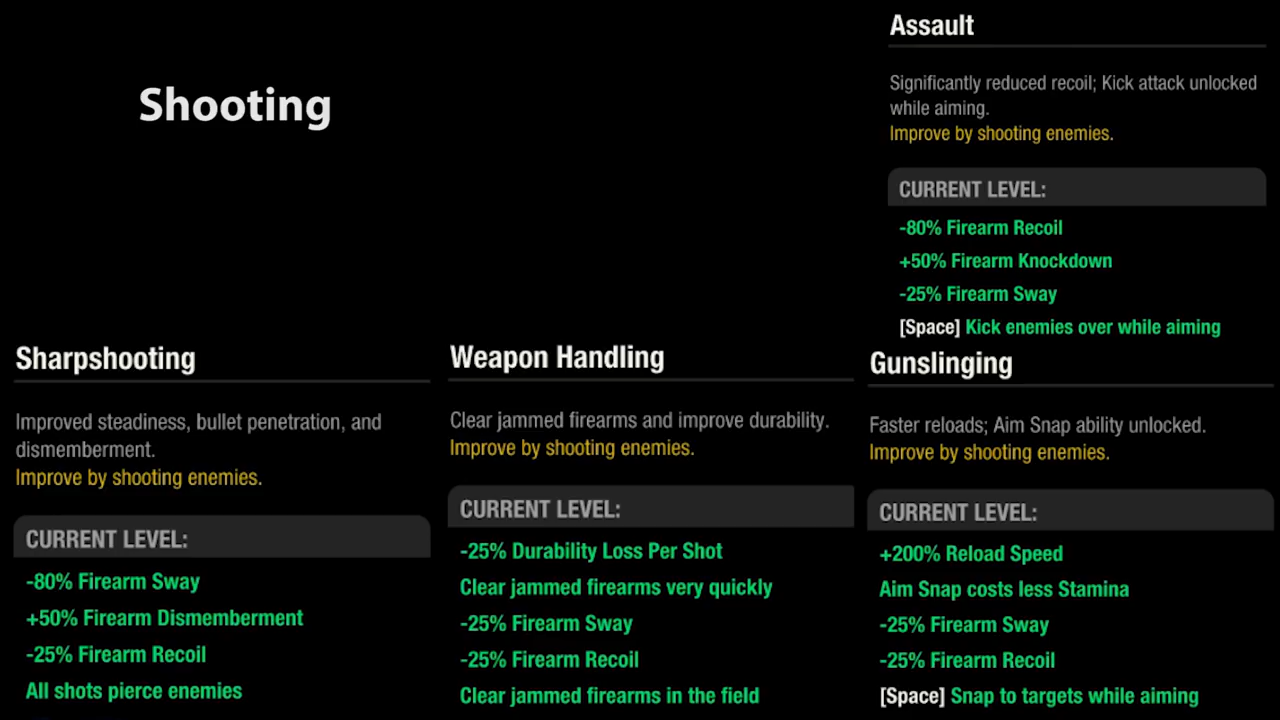 Shooting
Assault
Significantly reduced recoil; Kick attack unlocked
while aiming.
Improve by shooting enemies.
CURRENT LEVEL:
-80% Firearm Recoil
+50% Firearm Knockdown
-25% Firearm Sway
[Space] Kick enemies over while aiming
Sharpshooting
Improved steadiness, bullet penetration, and
dismemberment.
Improve by shooting enemies.
CURRENT LEVEL:
-80% Firearm Sway
+50% Firearm Dismemberment
-25% Firearm Recoil
All shots pierce enemies
Weapon Handling
Clear jammed firearms and improve durability.
Improve by shooting enemies.
CURRENT LEVEL:
-25% Durability Loss Per Shot
Clear jammed firearms very quickly
-25% Firearm Sway
-25% Firearm Recoil
Clear jammed firearms in the field
Gunslinging
Faster reloads; Aim Snap ability unlocked.
Improve by shooting enemies.
CURRENT LEVEL:
+200% Reload Speed
Aim Snap costs less Stamina
-25% Firearm Sway
-25% Firearm Recoil
[Space] Snap to targets while aiming